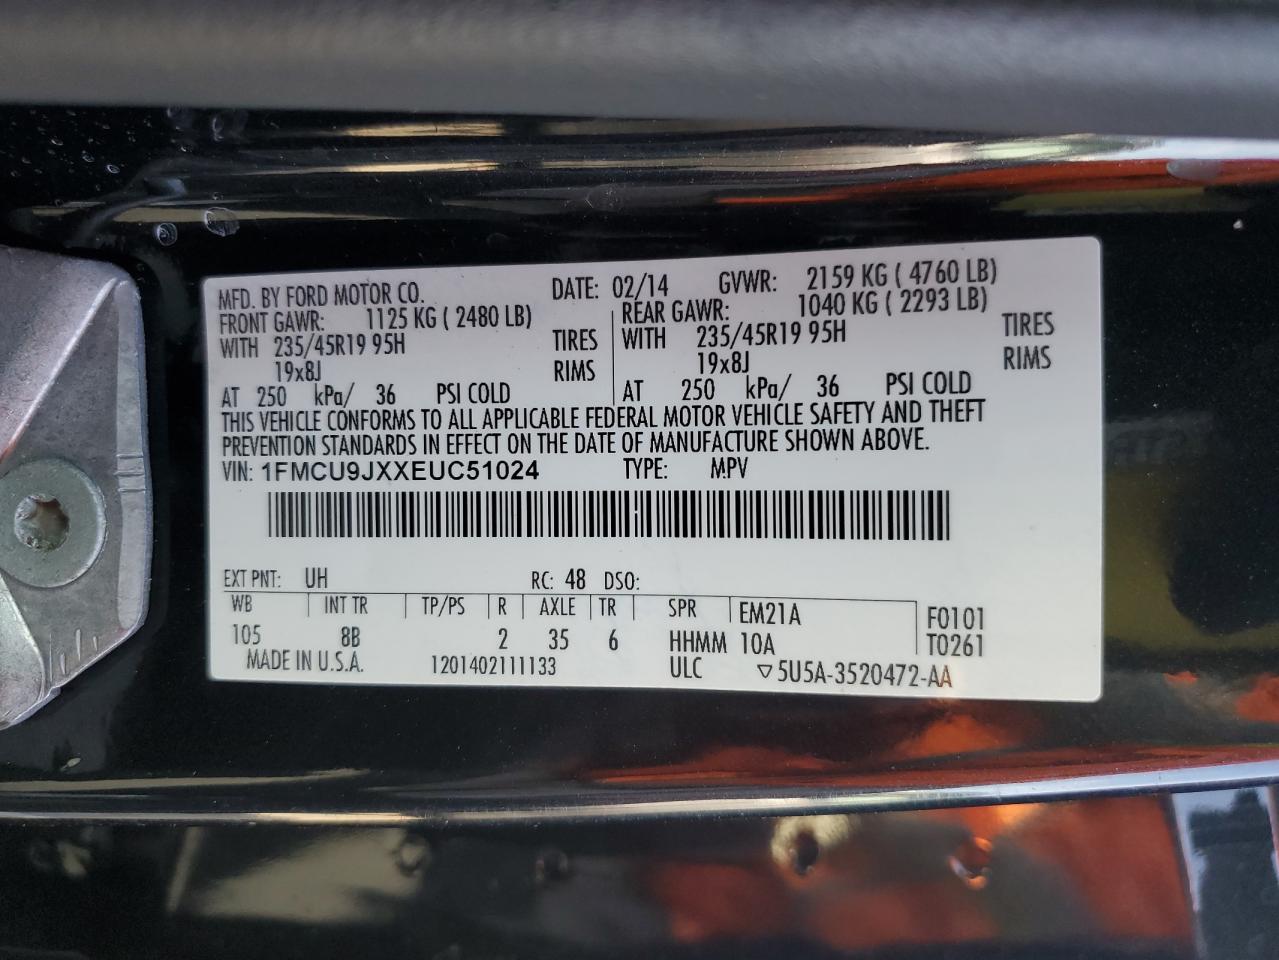 MFD. BY FORD MOTOR CO. DATE: 02/14 GVWR: 2159 KG ( 4760 LB)
FRONT GAWR: 1125 KG ( 2480 LB) REAR GAWR: 1040 KG ( 2293 LB)
WITH 235/45R19 95H TIRES WITH 235/45R19 95H TIRES
19x8J RIMS 19x8J RIMS
AT 250 kPa/ 36 PSI COLD AT 250 kPa/ 36 PSI COLD
THIS VEHICLE CONFORMS TO ALL APPLICABLE FEDERAL MOTOR VEHICLE SAFETY AND THEFT
PREVENTION STANDARDS IN EFFECT ON THE DATE OF MANUFACTURE SHOWN ABOVE.
VIN: 1FMCU9JXXEUC51024 TYPE: MPV
EXT PNT: UH RC: 48 DSO:
WB INT TR TP/PS R AXLE TR SPR EM21A F0101
105 8B 2 35 6 HHMM 10A T0261
MADE IN U.S.A. 1201402111133 ULC ▽5U5A-3520472-AA